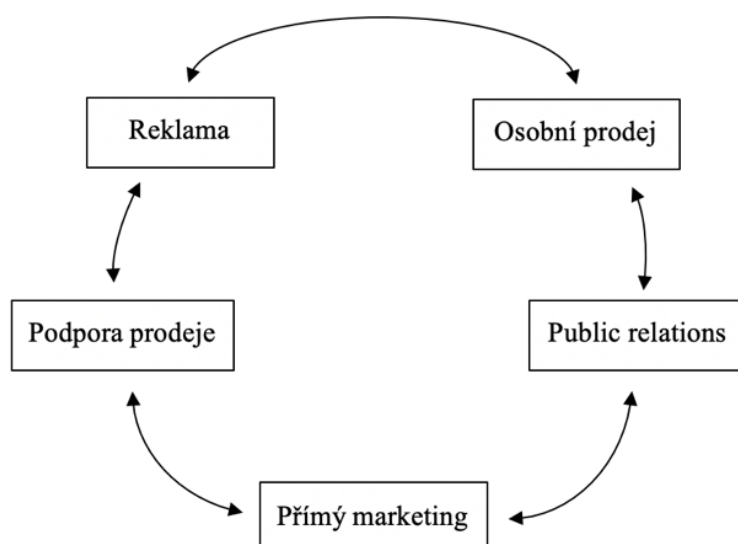 Reklama
Osobní prodej
Podpora prodeje
Public relations
Přímý marketing